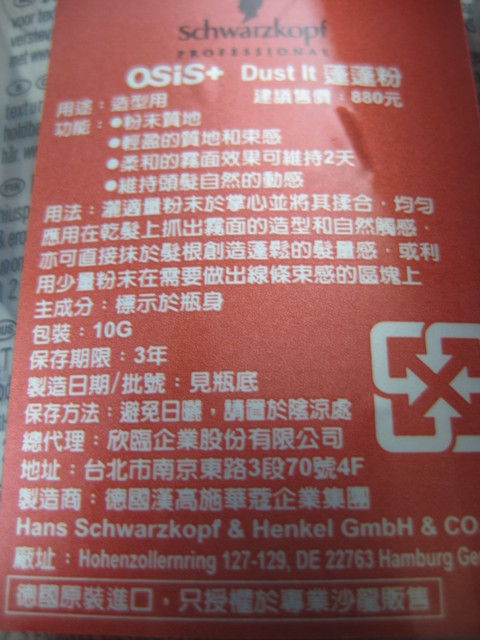 schwarzkopf
PROFESSIONAL
OSiS+ Dust It 蓬蓬粉
用途：造型用 建議售價：880元
功能：●粉末質地
●輕盈的質地和束感
●柔和的霧面效果可維持2天
●維持頭髮自然的動感
用法：灑適量粉末於掌心並將其揉合，均勻
應用在乾髮上抓出霧面的造型和自然觸感，
亦可直接抹於髮根創造蓬鬆的髮量感，或利
用少量粉末在需要做出線條束感的區塊上
主成分：標示於瓶身
包裝：10G
保存期限：3年
製造日期/批號：見瓶底
保存方法：避免日曬，請置於陰涼處
總代理：欣臨企業股份有限公司
地址：台北市南京東路3段70號4F
製造商：德國漢高施華蔻企業集團
Hans Schwarzkopf & Henkel GmbH & CO
廠址：Hohenzollernring 127-129, DE 22763 Hamburg Ge
德國原裝進口，只授權於專業沙龍販售